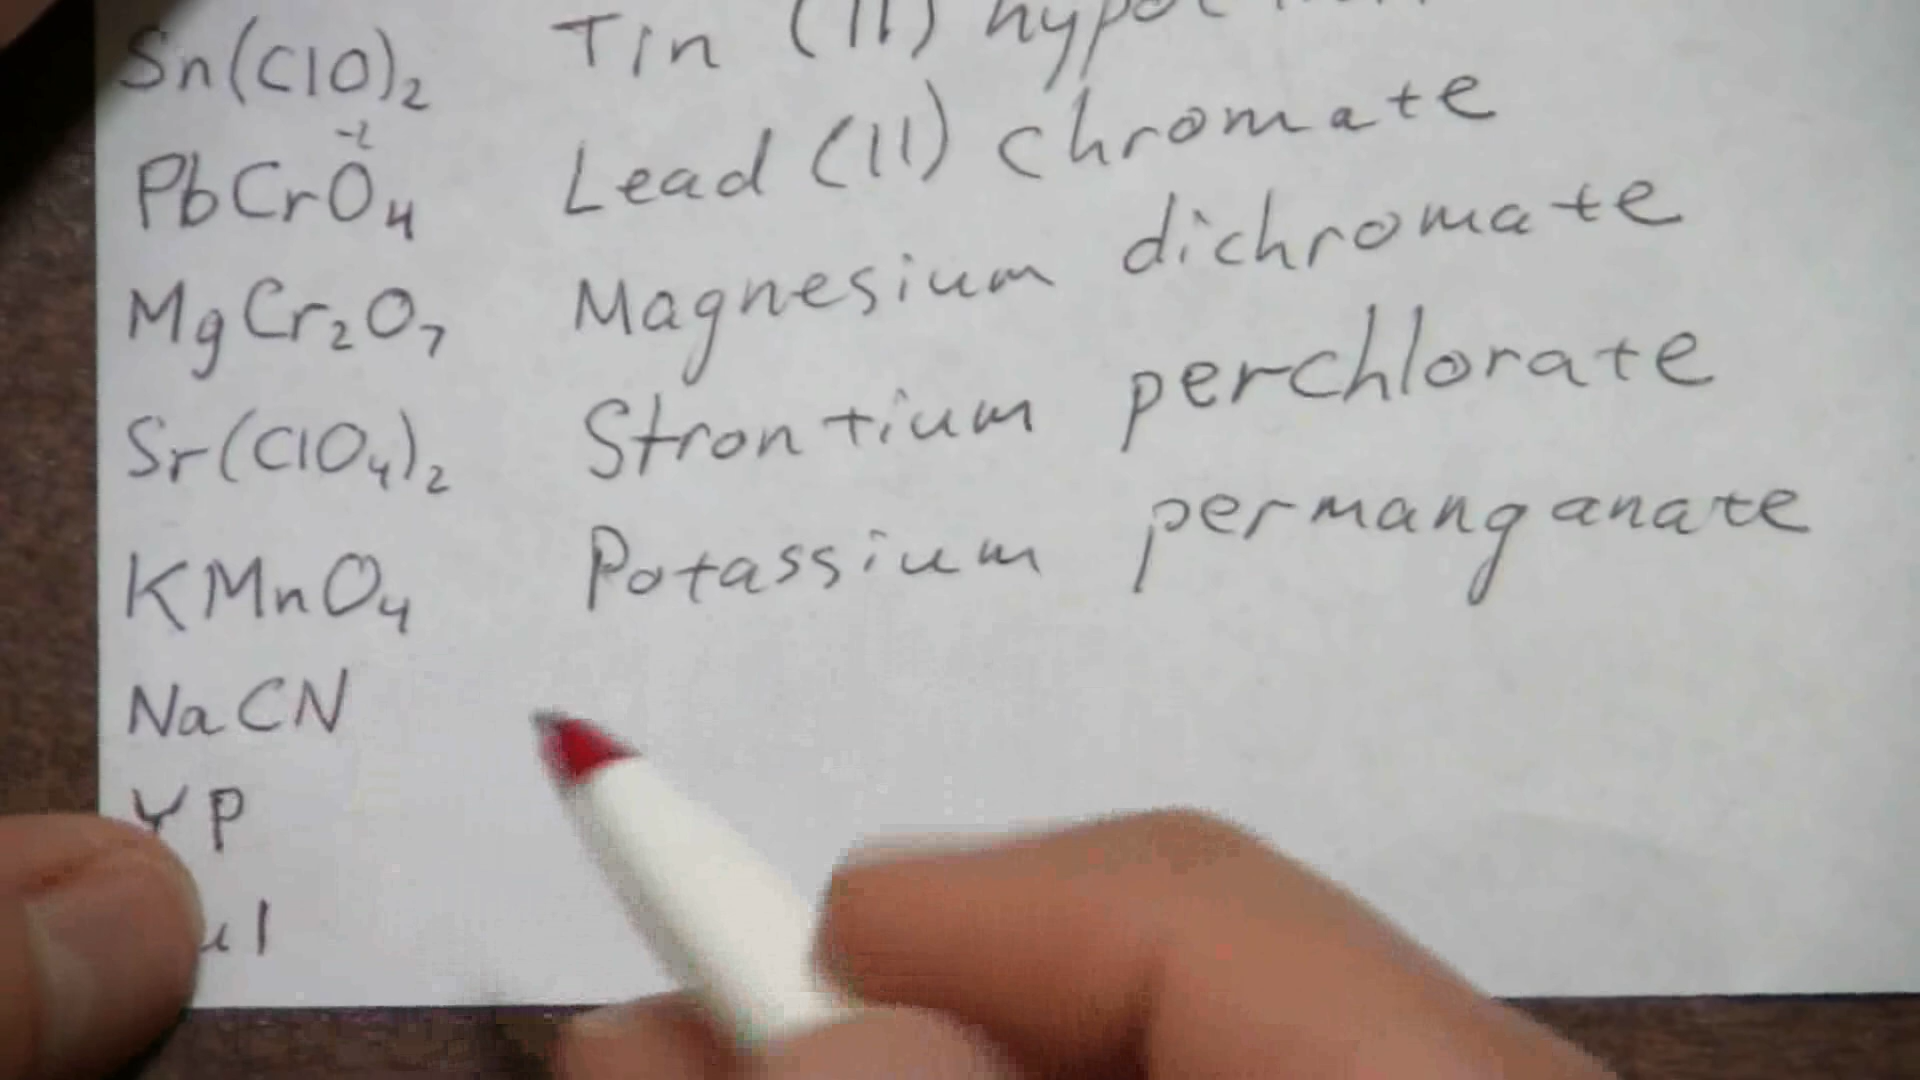 Sn(ClO)₂ Tin (II)
PbCrO₄⁻² Lead (II) chromate
MgCr₂O₇ Magnesium dichromate
Sr(ClO₄)₂ Strontium perchlorate
KMnO₄ Potassium permanganate
NaCN
YP